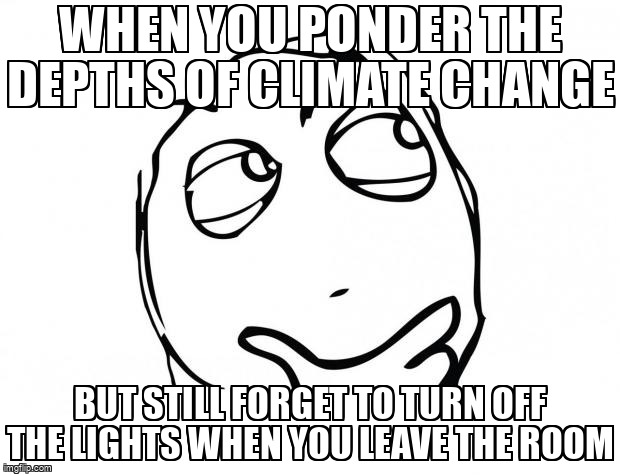 WHEN YOU PONDER THE
DEPTHS OF CLIMATE CHANGE
BUT STILL FORGET TO TURN OFF
THE LIGHTS WHEN YOU LEAVE THE ROOM
imgflip.com